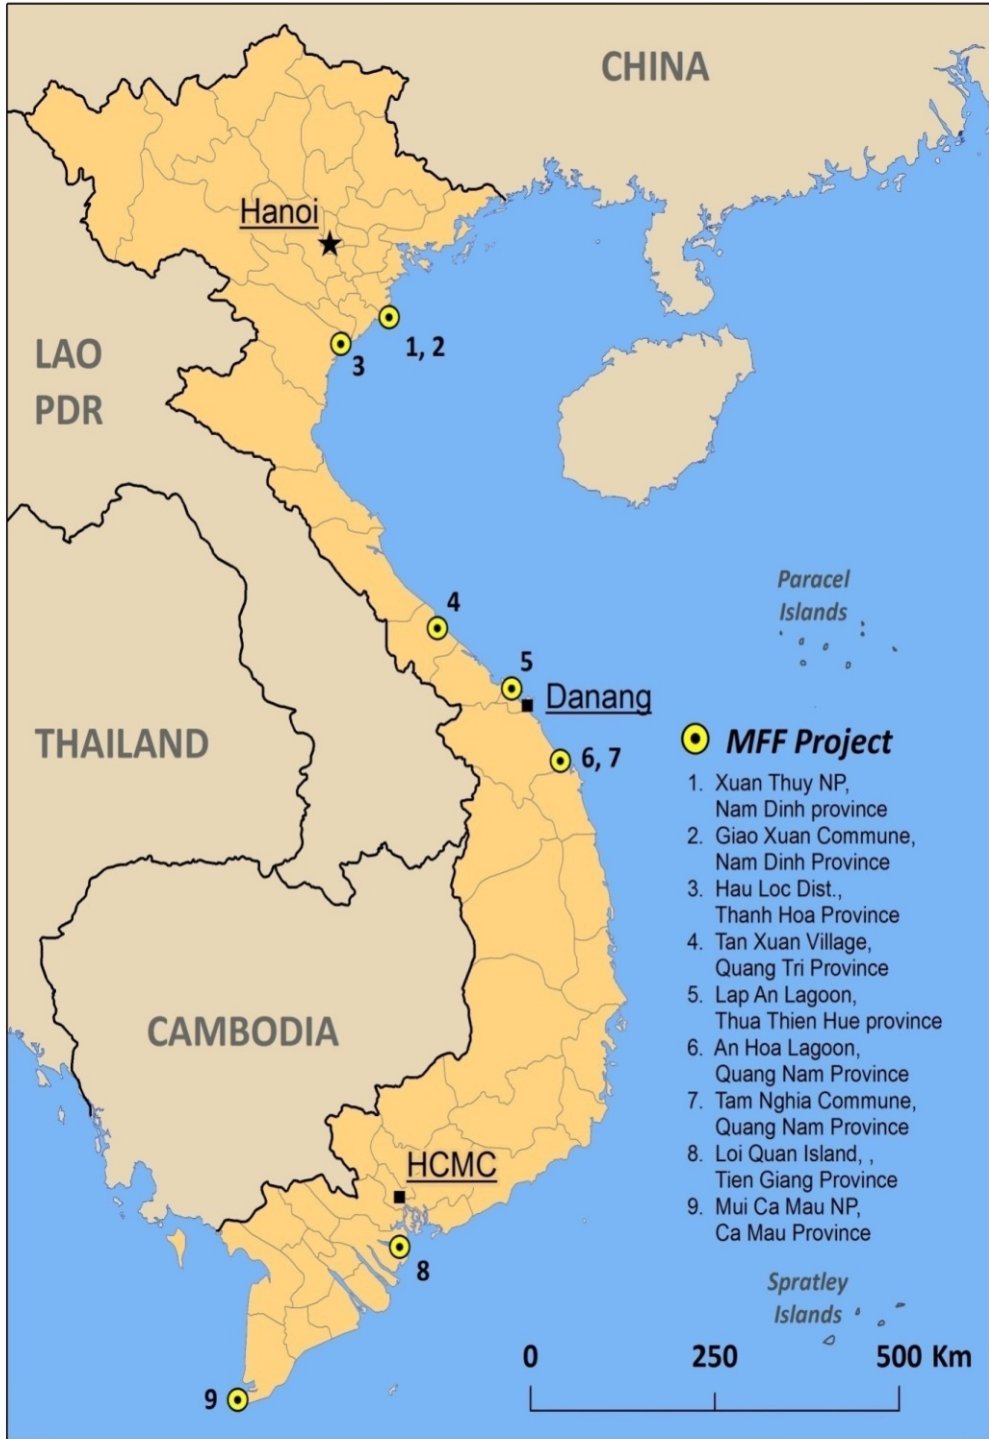 CHINA
Hanoi
1, 2
3
LAO
PDR
Paracel
Islands
4
5
Danang
THAILAND
MFF Project
6, 7
1. Xuan Thuy NP,
Nam Dinh province
2. Giao Xuan Commune,
Nam Dinh Province
3. Hau Loc Dist.,
Thanh Hoa Province
4. Tan Xuan Village,
Quang Tri Province
5. Lap An Lagoon,
Thua Thien Hue province
6. An Hoa Lagoon,
Quang Nam Province
7. Tam Nghia Commune,
Quang Nam Province
8. Loi Quan Island, ,
Tien Giang Province
9. Mui Ca Mau NP,
Ca Mau Province
CAMBODIA
HCMC
8
Spratley
Islands
0 250 500 Km
9